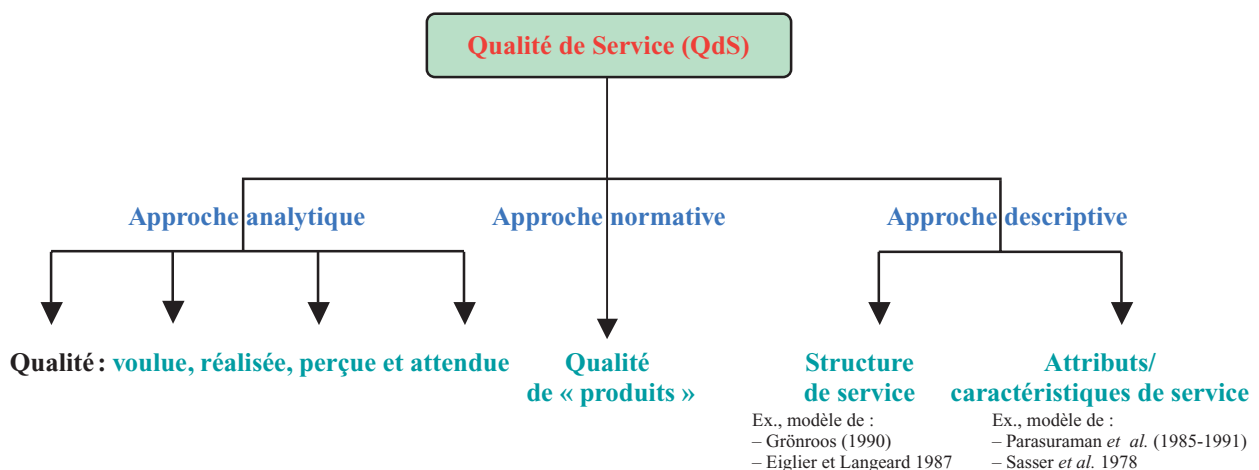 Qualité de Service (QdS)
Approche analytique
Approche normative
Approche descriptive
Qualité : voulue, réalisée, perçue et attendue
Qualité
de « produits »
Structure
de service
Ex., modèle de :
– Grönroos (1990)
– Eiglier et Langeard 1987
Attributs/
caractéristiques de service
Ex., modèle de :
– Parasuraman et al. (1985-1991)
– Sasser et al. 1978